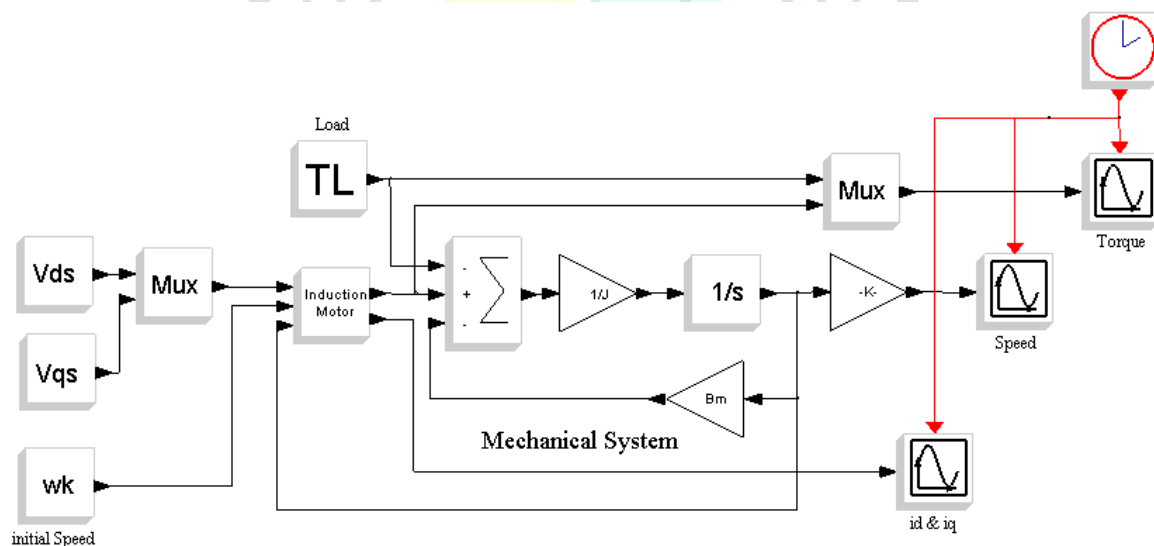 Load
TL
Mux
Torque
Vds
Mux
Induction
Motor
-
+
-
1/J
1/s
-K-
Speed
Vqs
Bm
Mechanical System
wk
initial Speed
id & iq